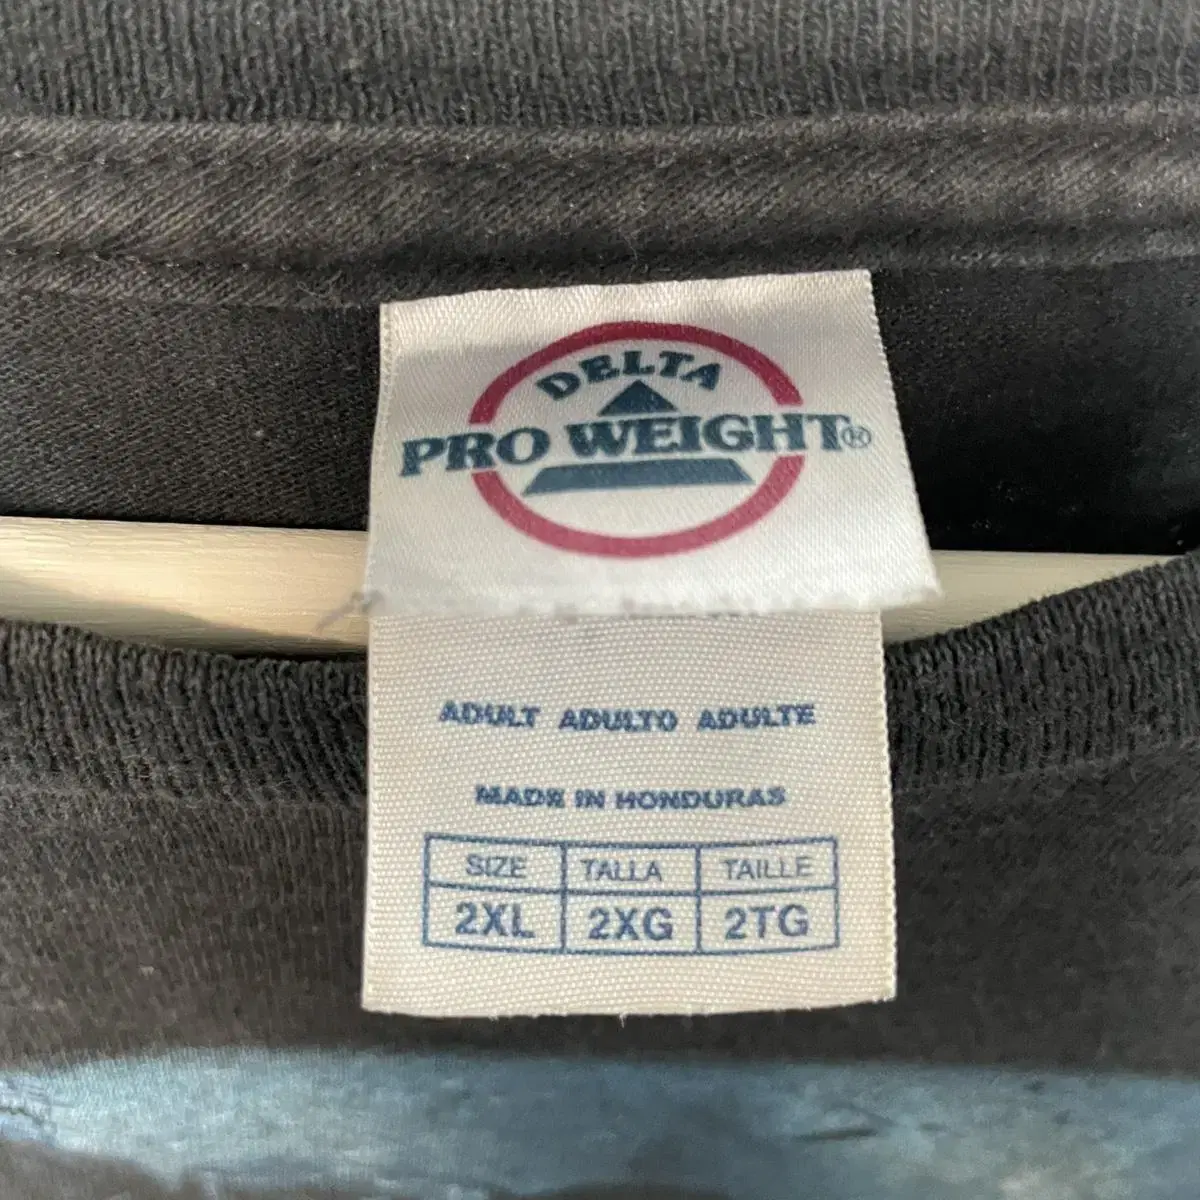 DELTA
PRO WEIGHT®
ADULT ADULTO ADULTE
MADE IN HONDURAS
SIZE TALLA TAILLE
2XL 2XG 2TG